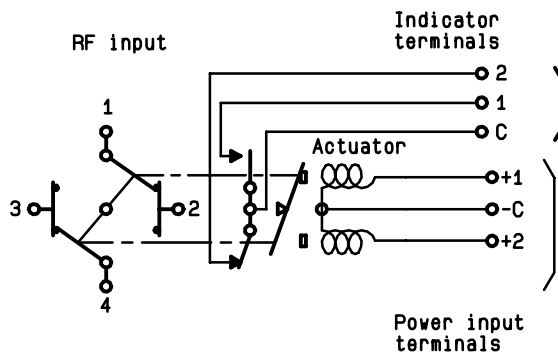 RF input
Indicator
terminals
2
1
C
1
Actuator
+1
3
2
-C
+2
4
Power input
terminals